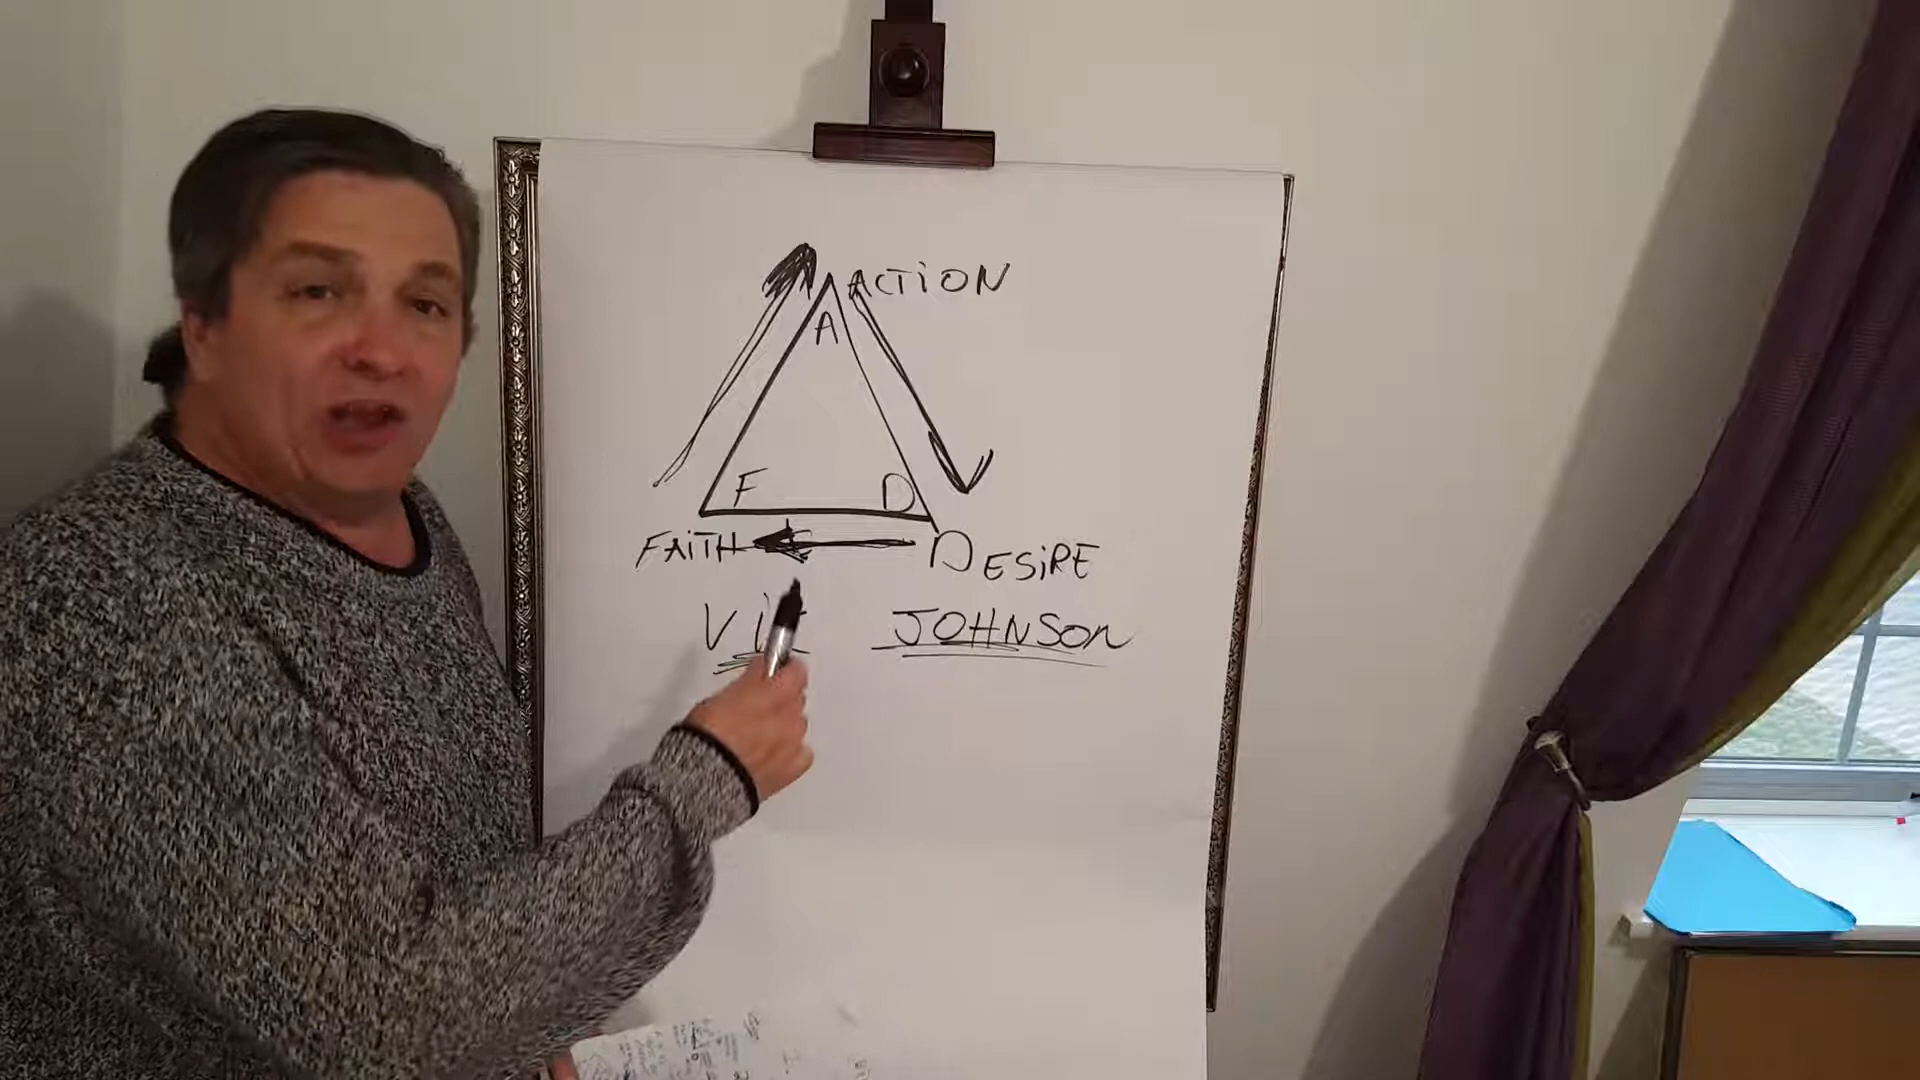 ACTION
A
F D
FAITH DESIRE
JOHNSON